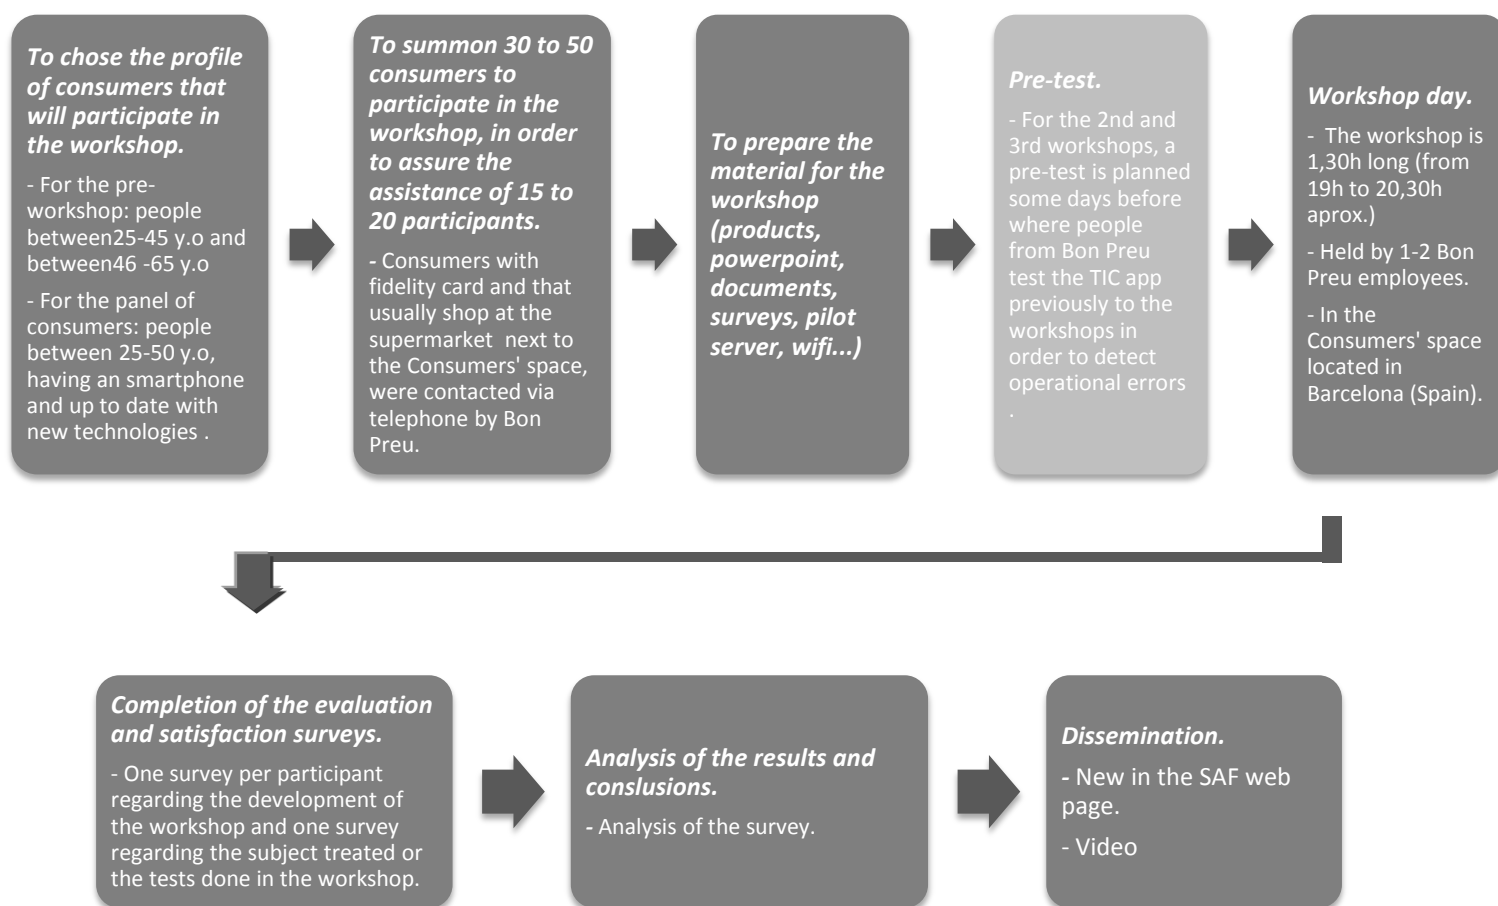 To chose the profile
of consumers that
will participate in
the workshop.
- For the pre-
workshop: people
between25-45 y.o and
between46 -65 y.o
- For the panel of
consumers: people
between 25-50 y.o,
having an smartphone
and up to date with
new technologies .
To summon 30 to 50
consumers to
participate in the
workshop, in order
to assure the
assistance of 15 to
20 participants.
- Consumers with
fidelity card and that
usually shop at the
supermarket next to
the Consumers' space,
were contacted via
telephone by Bon
Preu.
To prepare the
material for the
workshop
(products,
powerpoint,
documents,
surveys, pilot
server, wifi...)
Pre-test.
- For the 2nd and
3rd workshops, a
pre-test is planned
some days before
where people
from Bon Preu
test the TIC app
previously to the
workshops in
order to detect
operational errors
.
Workshop day.
- The workshop is
1,30h long (from
19h to 20,30h
aprox.)
- Held by 1-2 Bon
Preu employees.
- In the
Consumers' space
located in
Barcelona (Spain).
Completion of the evaluation
and satisfaction surveys.
- One survey per participant
regarding the development of
the workshop and one survey
regarding the subject treated or
the tests done in the workshop.
Analysis of the results and
conslusions.
- Analysis of the survey.
Dissemination.
- New in the SAF web
page.
- Video